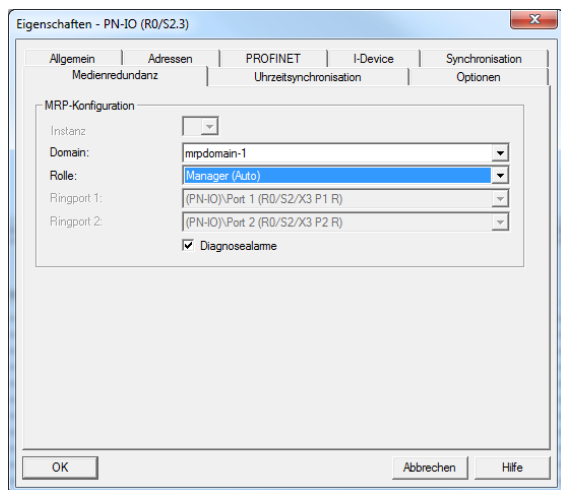 Eigenschaften - PN-IO (R0/S2.3)
Allgemein
Adressen
PROFINET
I-Device
Synchronisation
Medienredundanz
Uhrzeitsynchronisation
Optionen
MRP-Konfiguration
Instanz
Domain:
mrpdomain-1
Rolle:
Manager (Auto)
Ringport 1:
(PN-IO)\Port 1 (R0/S2/X3 P1 R)
Ringport 2:
(PN-IO)\Port 2 (R0/S2/X3 P2 R)
Diagnosealarme
OK
Abbrechen
Hilfe